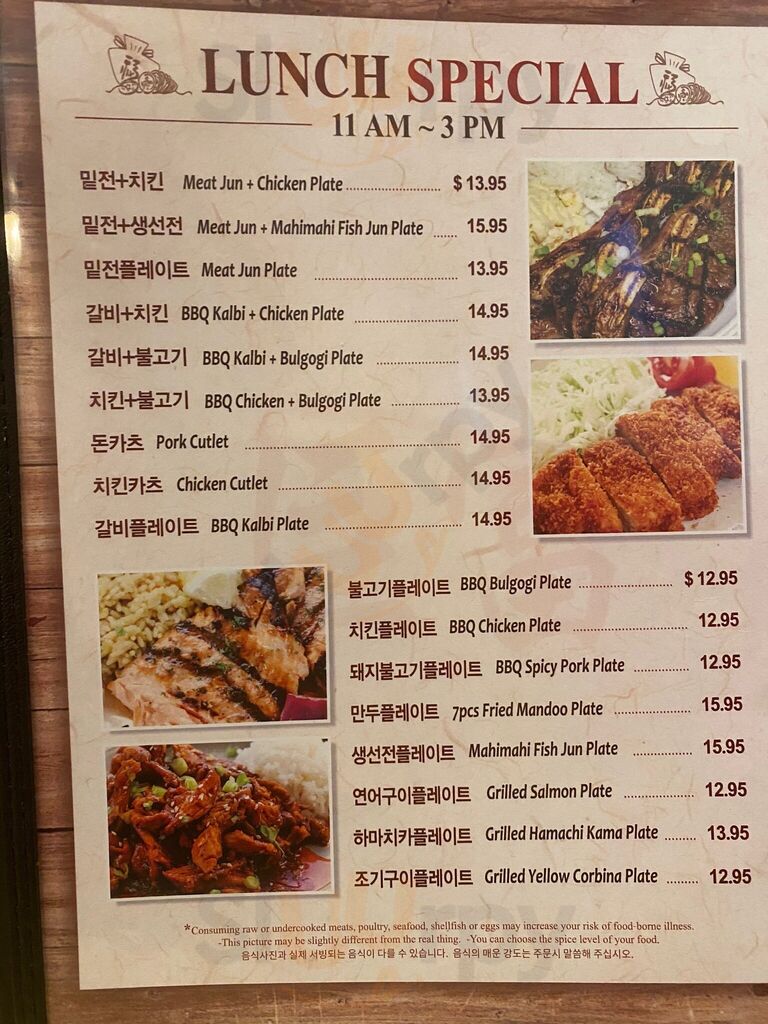 LUNCH SPECIAL
11 AM ~ 3 PM
밑전+치킨 Meat Jun + Chicken Plate $ 13.95
밑전+생선전 Meat Jun + Mahimahi Fish Jun Plate 15.95
밑전플레이트 Meat Jun Plate 13.95
갈비+치킨 BBQ Kalbi + Chicken Plate 14.95
갈비+불고기 BBQ Kalbi + Bulgogi Plate 14.95
치킨+불고기 BBQ Chicken + Bulgogi Plate 13.95
돈카츠 Pork Cutlet 14.95
치킨카츠 Chicken Cutlet 14.95
갈비플레이트 BBQ Kalbi Plate 14.95
불고기플레이트 BBQ Bulgogi Plate $ 12.95
치킨플레이트 BBQ Chicken Plate 12.95
돼지불고기플레이트 BBQ Spicy Pork Plate 12.95
만두플레이트 7pcs Fried Mandoo Plate 15.95
생선전플레이트 Mahimahi Fish Jun Plate 15.95
연어구이플레이트 Grilled Salmon Plate 12.95
하마치카플레이트 Grilled Hamachi Kama Plate 13.95
조기구이플레이트 Grilled Yellow Corbina Plate 12.95
*Consuming raw or undercooked meats, poultry, seafood, shellfish or eggs may increase your risk of food-borne illness.
-This picture may be slightly different from the real thing. -You can choose the spice level of your food.
음식사진과 실제 서빙되는 음식이 다를 수 있습니다. 음식의 매운 강도는 주문시 말씀해 주십시오.